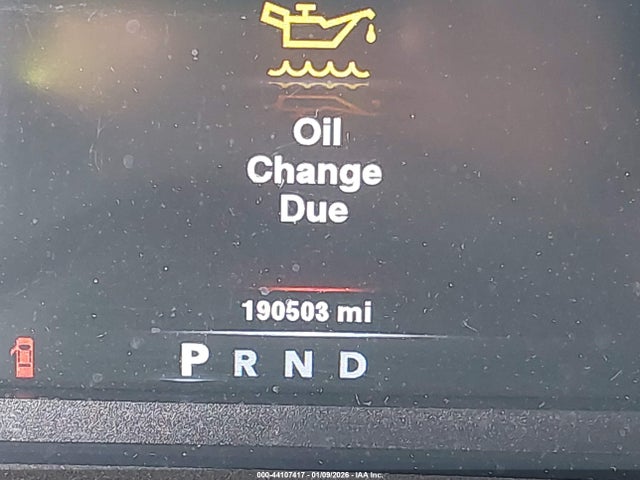 Oil
Change
Due
190503 mi
P R N D
000-44107417 - 01/09/2026 - IAA Inc.